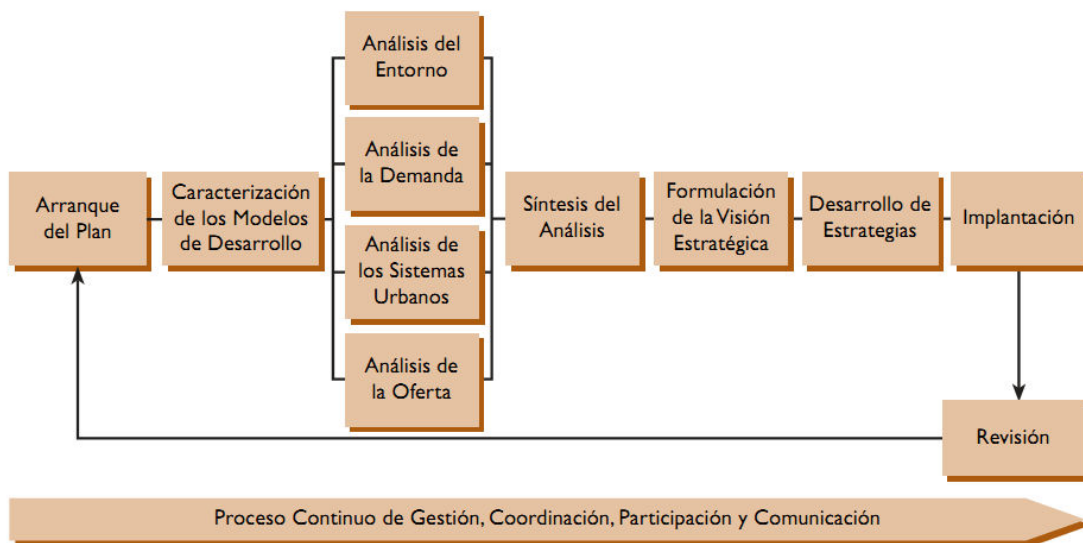 Arranque
del Plan
Caracterización
de los Modelos
de Desarrollo
Análisis del
Entorno
Análisis de
la Demanda
Análisis de
los Sistemas
Urbanos
Análisis de
la Oferta
Síntesis del
Análisis
Formulación
de la Visión
Estratégica
Desarrollo de
Estrategias
Implantación
Revisión
Proceso Continuo de Gestión, Coordinación, Participación y Comunicación